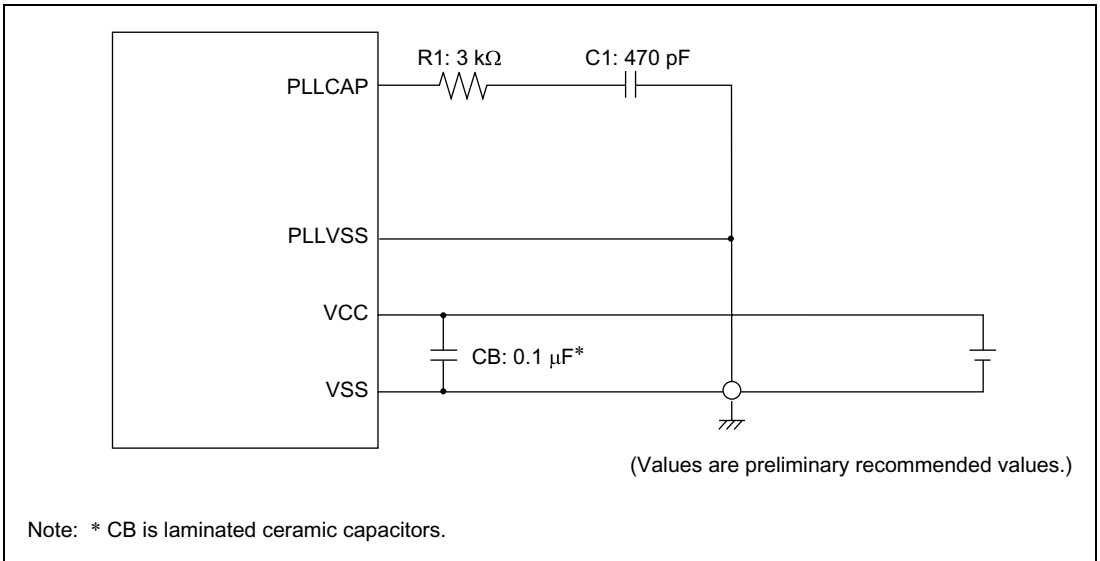 R1: 3 kΩ
C1: 470 pF
PLLCAP
PLLVSS
VCC
CB: 0.1 μF*
VSS
(Values are preliminary recommended values.)
Note: * CB is laminated ceramic capacitors.